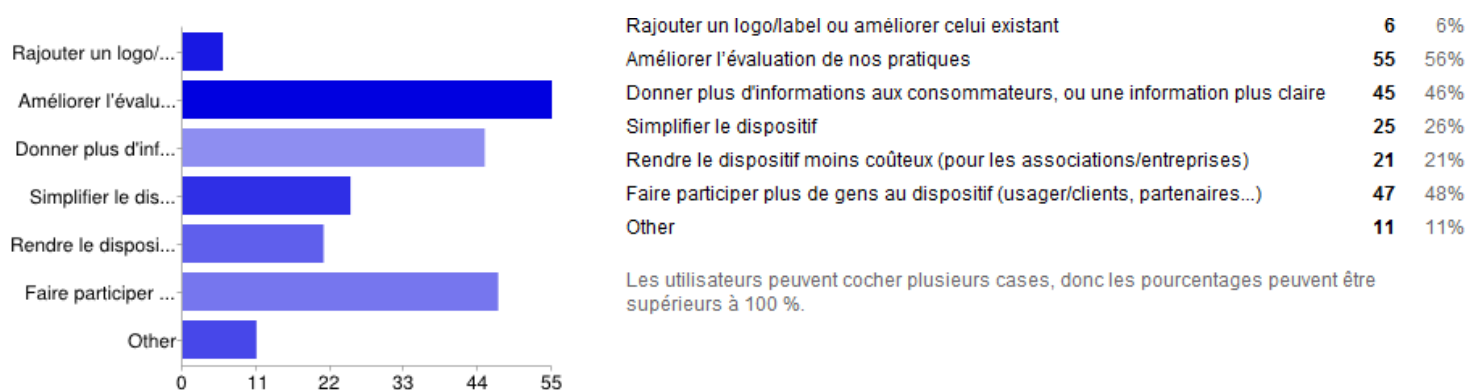 Rajouter un logo/...
Améliorer l'évalu...
Donner plus d'inf...
Simplifier le dis...
Rendre le disposi...
Faire participer ...
Other
0 11 22 33 44 55
Rajouter un logo/label ou améliorer celui existant 6 6%
Améliorer l'évaluation de nos pratiques 55 56%
Donner plus d'informations aux consommateurs, ou une information plus claire 45 46%
Simplifier le dispositif 25 26%
Rendre le dispositif moins coûteux (pour les associations/entreprises) 21 21%
Faire participer plus de gens au dispositif (usager/clients, partenaires...) 47 48%
Other 11 11%
Les utilisateurs peuvent cocher plusieurs cases, donc les pourcentages peuvent être
supérieurs à 100 %.